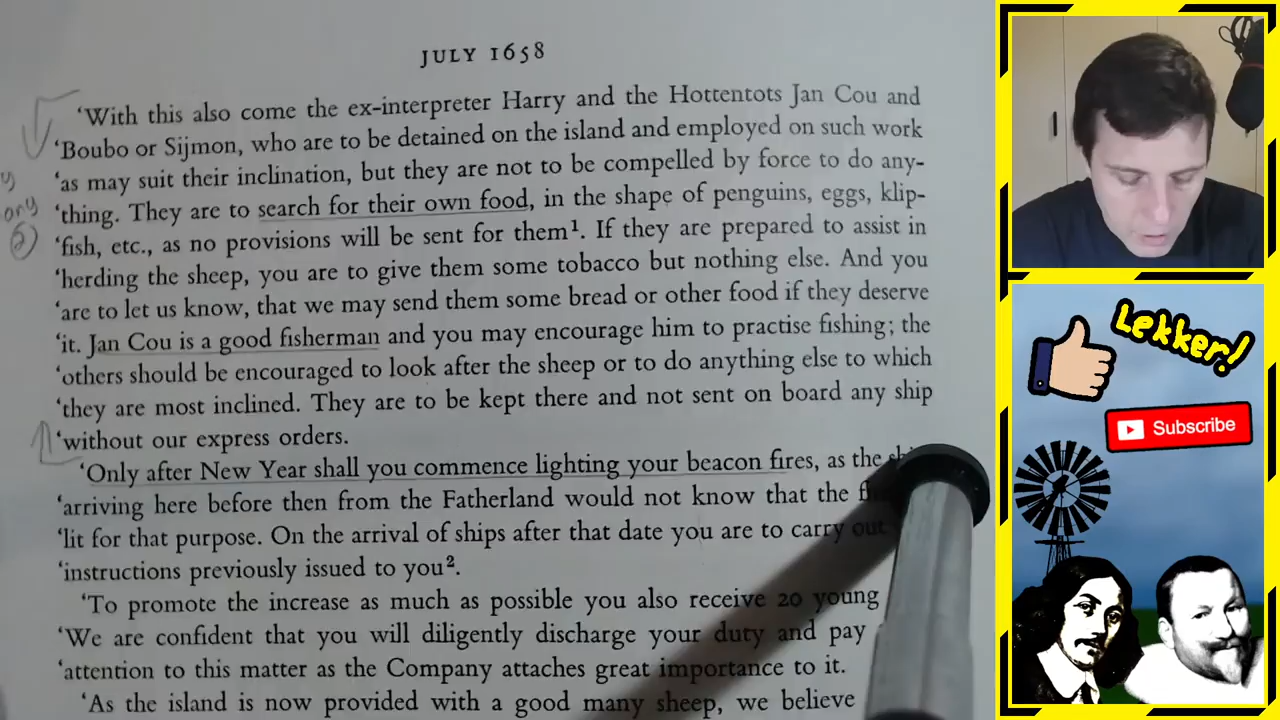 JULY 1658
‘With this also come the ex-interpreter Harry and the Hottentots Jan Cou and
‘Boubo or Sijmon, who are to be detained on the island and employed on such work
‘as may suit their inclination, but they are not to be compelled by force to do any-
‘thing. They are to search for their own food, in the shape of penguins, eggs, klip-
‘fish, etc., as no provisions will be sent for them¹. If they are prepared to assist in
‘herding the sheep, you are to give them some tobacco but nothing else. And you
‘are to let us know, that we may send them some bread or other food if they deserve
‘it. Jan Cou is a good fisherman and you may encourage him to practise fishing; the
‘others should be encouraged to look after the sheep or to do anything else to which
‘they are most inclined. They are to be kept there and not sent on board any ship
‘without our express orders.
‘Only after New Year shall you commence lighting your beacon fires, as the
‘arriving here before then from the Fatherland would not know that the
‘lit for that purpose. On the arrival of ships after that date you are to carry out
‘instructions previously issued to you².
‘To promote the increase as much as possible you also receive 20 young
‘We are confident that you will diligently discharge your duty and pay
‘attention to this matter as the Company attaches great importance to it.
‘As the island is now provided with a good many sheep, we believe
Lekker!
Subscribe